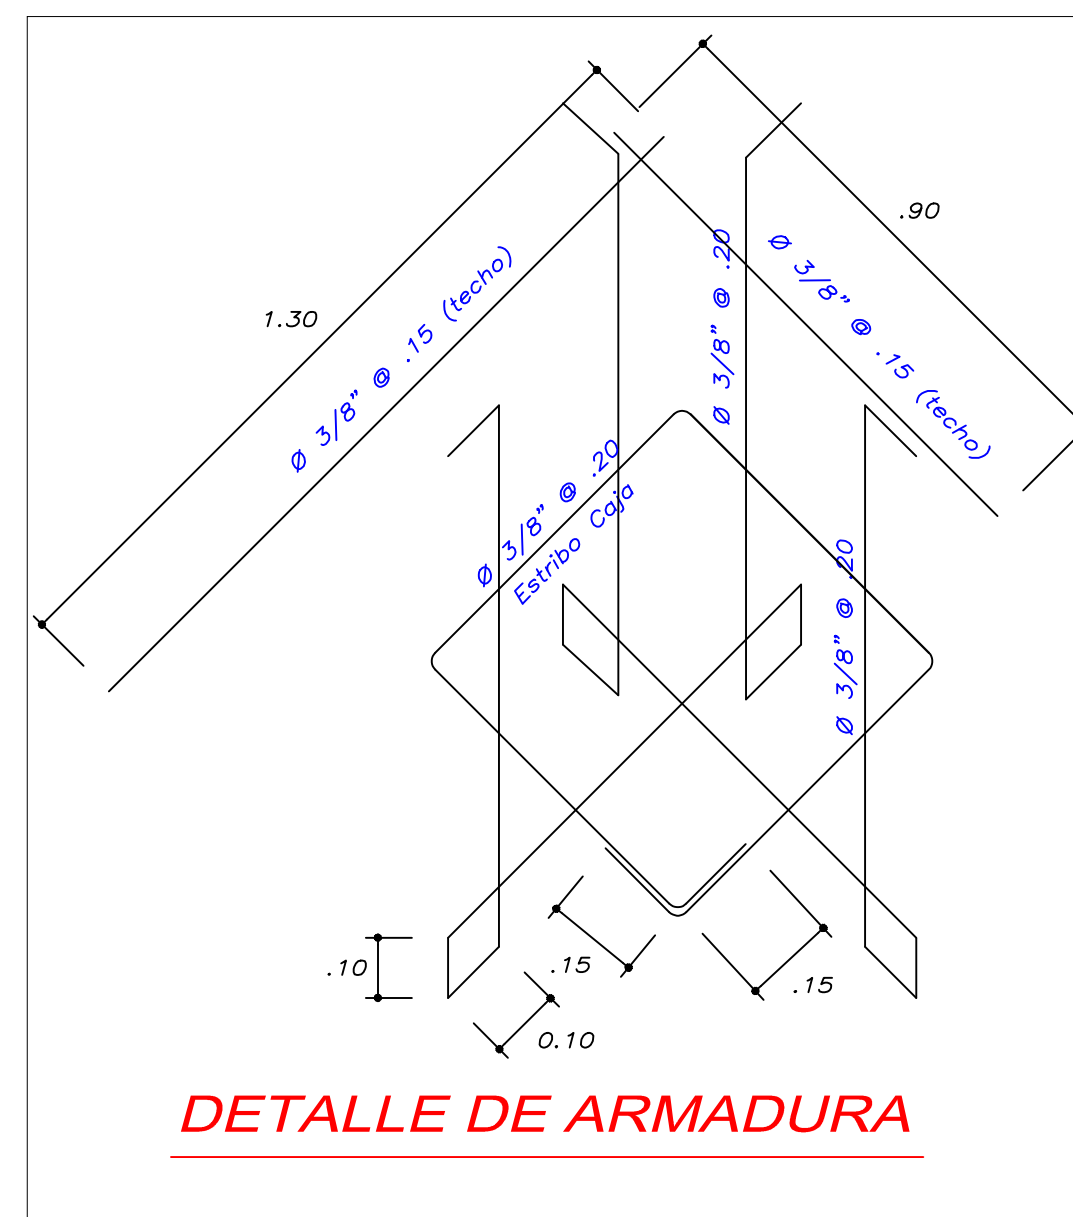 .90
Ø 3/8" @ .20
Ø 3/8" @ .15 (techo)
1.30
Ø 3/8" @ .15 (techo)
Ø 3/8" @ .20
Estribo Caja
Ø 3/8" @ .20
.10
.15
.15
0.10
DETALLE DE ARMADURA